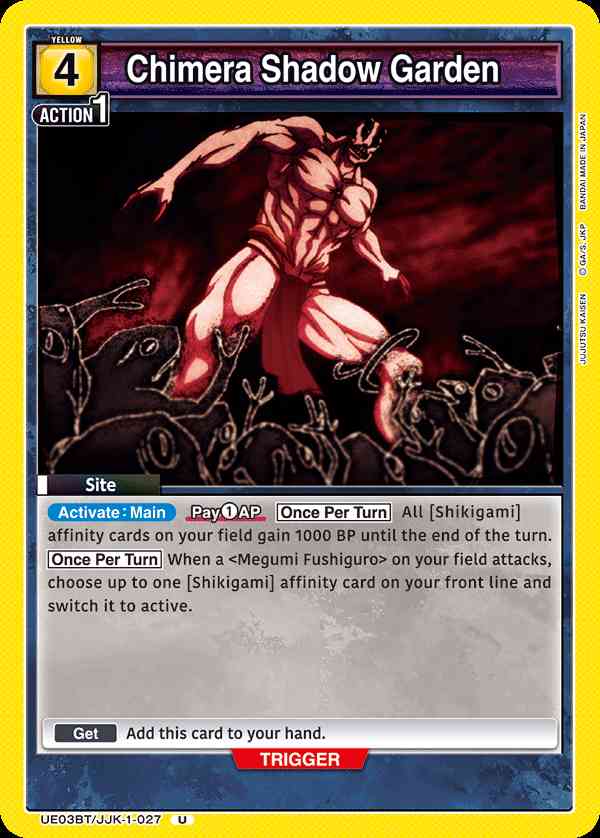 YELLOW
4
Chimera Shadow Garden
ACTION 1
BANDAI MADE IN JAPAN
© GA/S, JKP
JUJUTSU KAISEN
Site
Activate:Main Pay①AP Once Per Turn All [Shikigami]
affinity cards on your field gain 1000 BP until the end of the turn.
Once Per Turn When a <Megumi Fushiguro> on your field attacks,
choose up to one [Shikigami] affinity card on your front line and
switch it to active.
Get Add this card to your hand.
TRIGGER
UE03BT/JJK-1-027 U